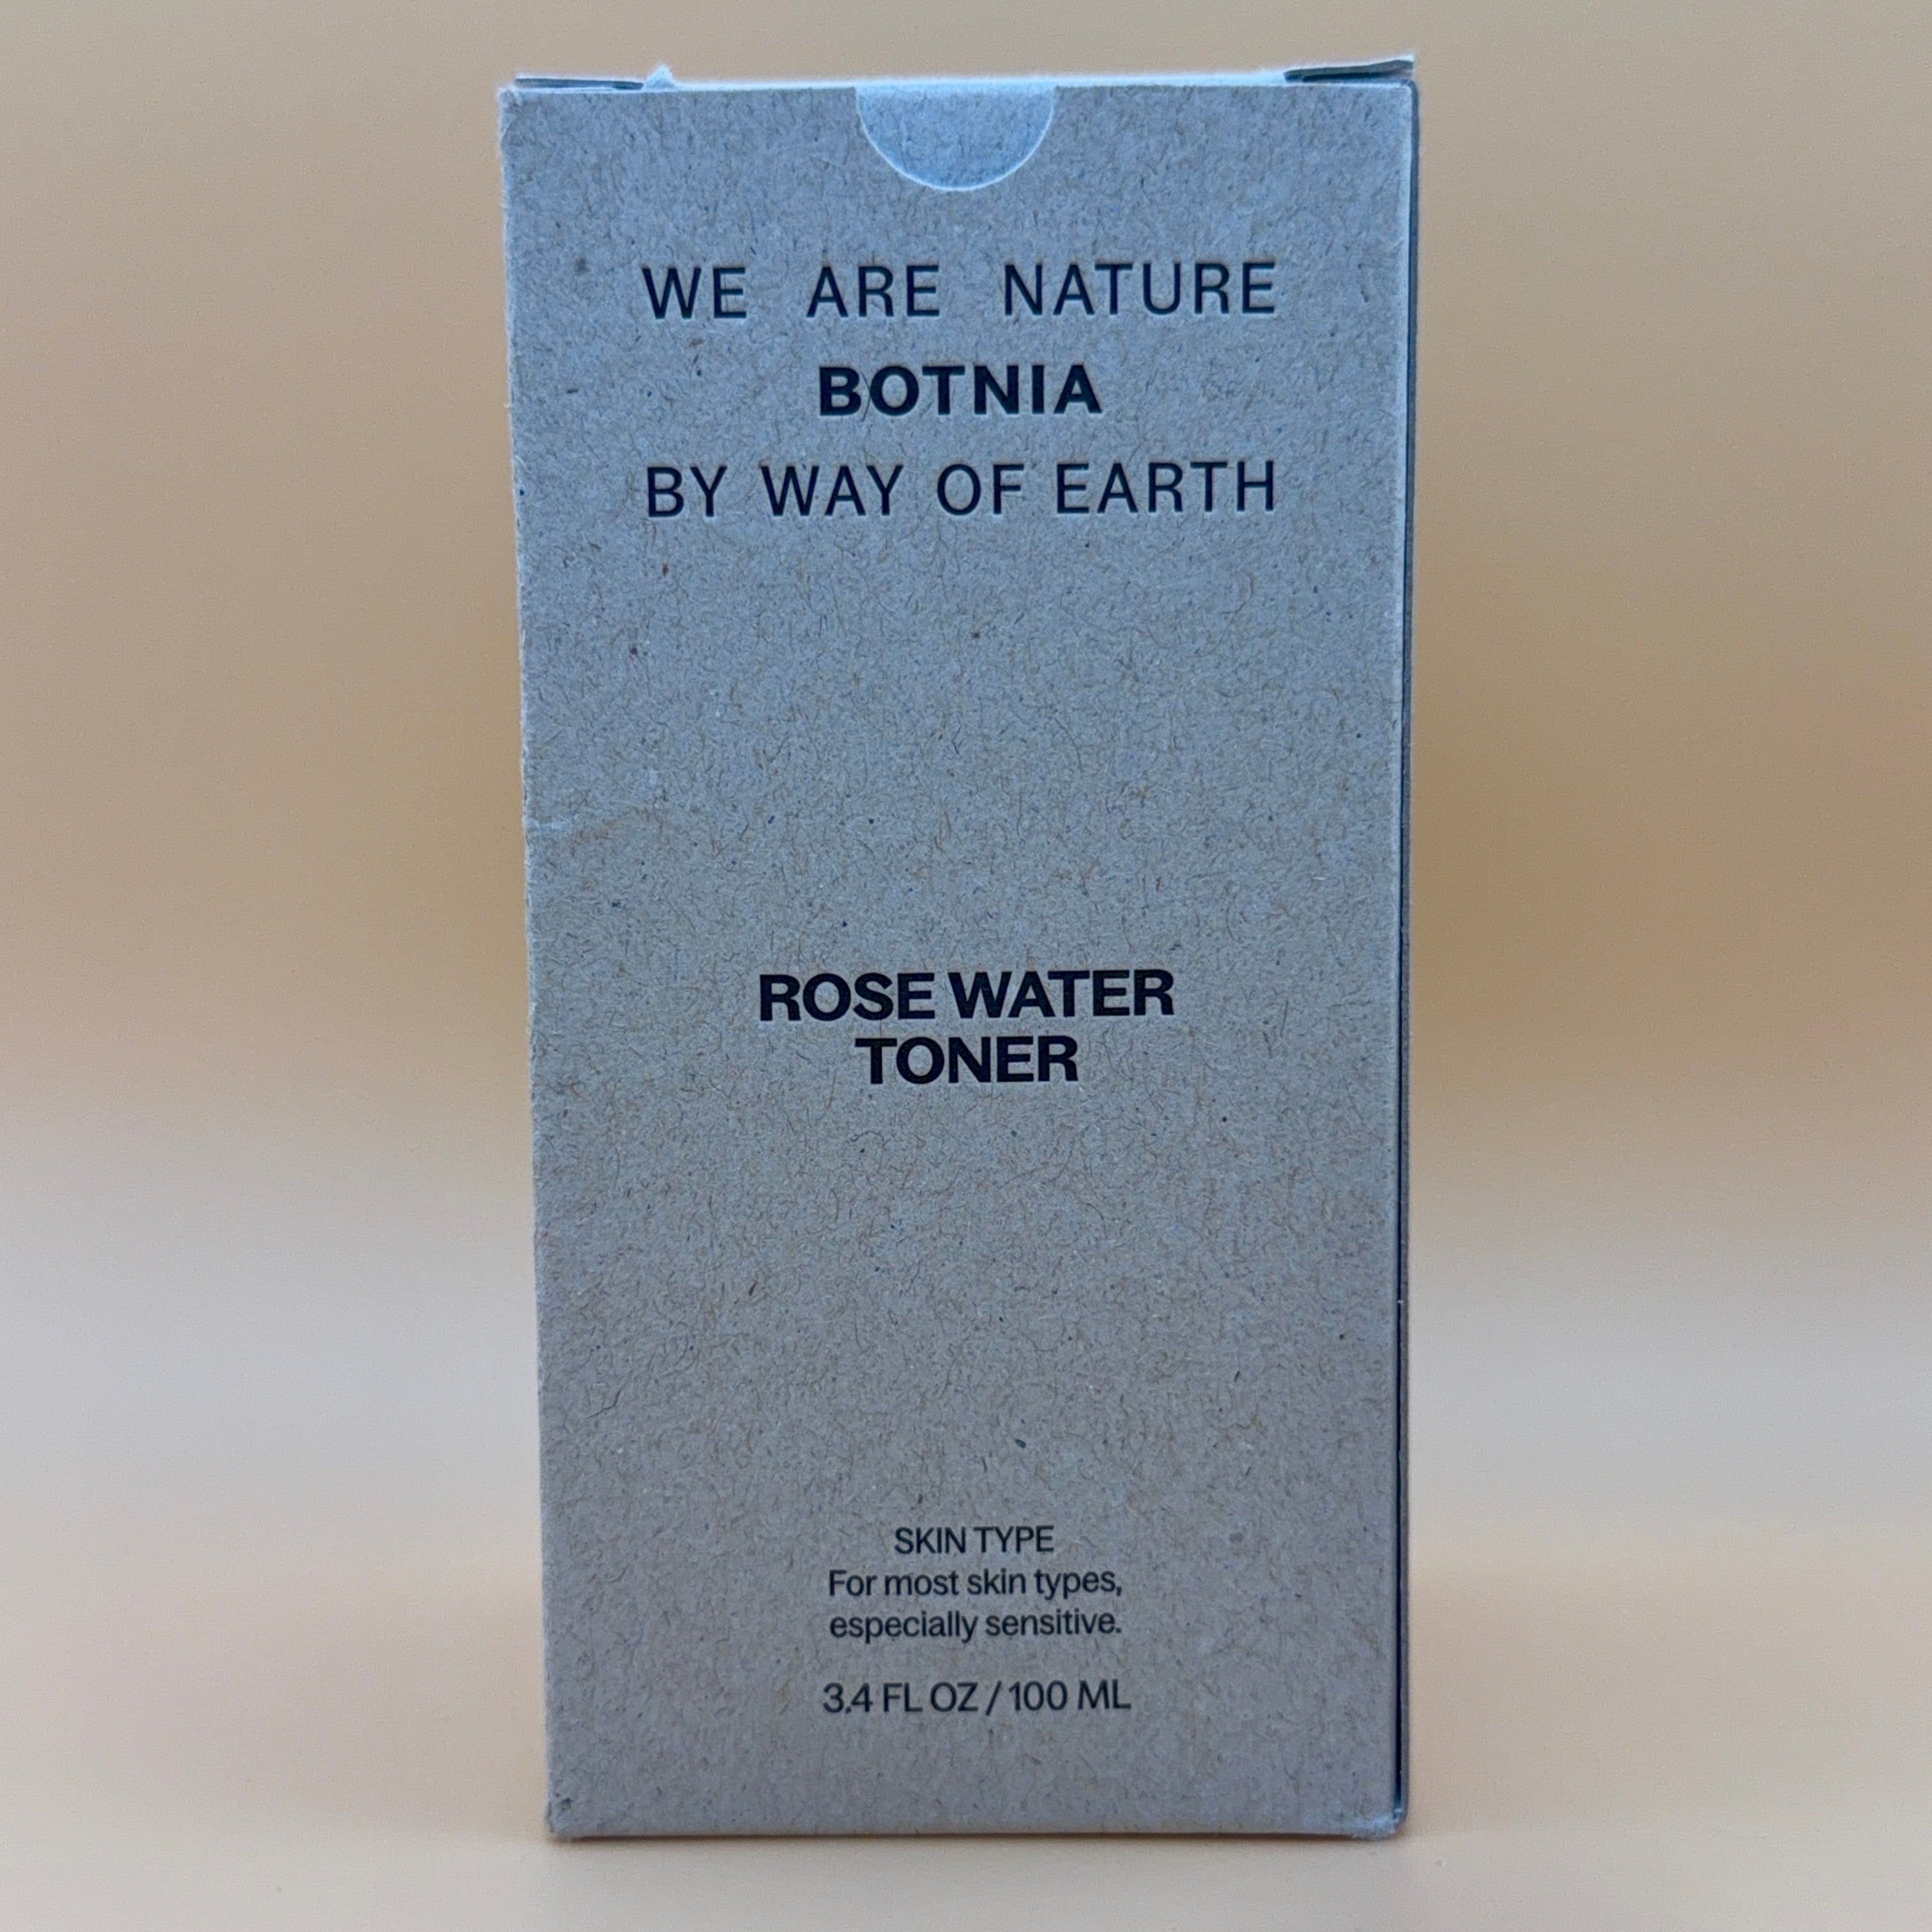 WE ARE NATURE
BOTNIA
BY WAY OF EARTH
ROSE WATER
TONER
SKIN TYPE
For most skin types,
especially sensitive.
3.4 FL OZ / 100 ML